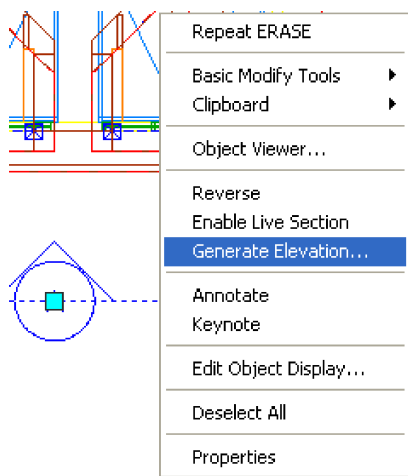 Repeat ERASE
Basic Modify Tools
Clipboard
Object Viewer...
Reverse
Enable Live Section
Generate Elevation...
Annotate
Keynote
Edit Object Display...
Deselect All
Properties